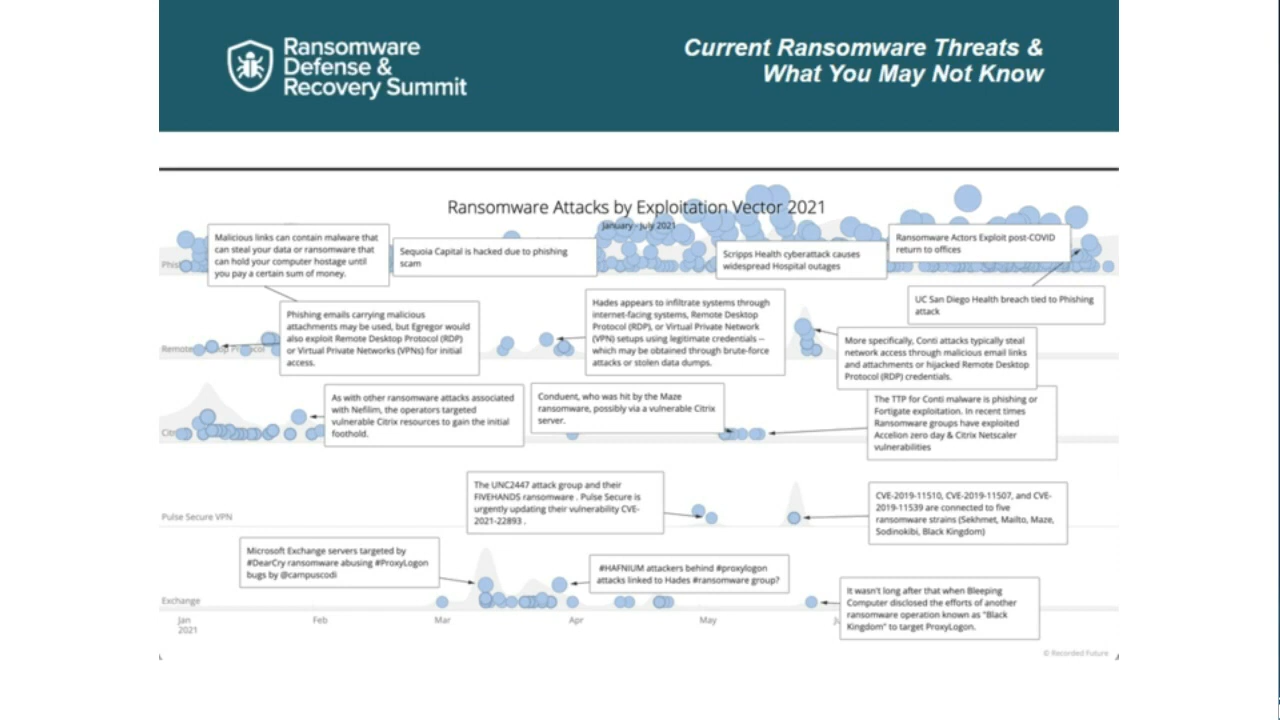 Ransomware
Defense &
Recovery Summit
Current Ransomware Threats &
What You May Not Know
Ransomware Attacks by Exploitation Vector 2021
January - July 2021
Malicious links can contain malware that
can steal your data or ransomware that
can hold your computer hostage until
you pay a certain sum of money.
Sequoia Capital is hacked due to phishing
scam
Scripps Health cyberattack causes
widespread Hospital outages
Ransomware Actors Exploit post-COVID
return to offices
UC San Diego Health breach tied to Phishing
attack
Phishing emails carrying malicious
attachments may be used, but Egregor would
also exploit Remote Desktop Protocol (RDP)
or Virtual Private Networks (VPNs) for initial
access.
Hades appears to infiltrate systems through
internet-facing systems, Remote Desktop
Protocol (RDP), or Virtual Private Network
(VPN) setups using legitimate credentials --
which may be obtained through brute-force
attacks or stolen data dumps.
More specifically, Conti attacks typically steal
network access through malicious email links
and attachments or hijacked Remote Desktop
Protocol (RDP) credentials.
As with other ransomware attacks associated
with Nefilim, the operators targeted
vulnerable Citrix resources to gain the initial
foothold.
Conduent, who was hit by the Maze
ransomware, possibly via a vulnerable Citrix
server.
The TTP for Conti malware is phishing or
Fortigate exploitation. In recent times
Ransomware groups have exploited
Accelion zero day & Citrix Netscaler
vulnerabilities
The UNC2447 attack group and their
FIVEHANDS ransomware . Pulse Secure is
urgently updating their vulnerability CVE-
2021-22893 .
CVE-2019-11510, CVE-2019-11507, and CVE-
2019-11539 are connected to five
ransomware strains (Sekhmet, Mailto, Maze,
Sodinokibi, Black Kingdom)
Pulse Secure VPN
Microsoft Exchange servers targeted by
#DearCry ransomware abusing #ProxyLogon
bugs by @campuscodi
#HAFNIUM attackers behind #proxylogon
attacks linked to Hades #ransomware group?
It wasn't long after that when Bleeping
Computer disclosed the efforts of another
ransomware operation known as "Black
Kingdom" to target ProxyLogon.
Exchange
Jan
2021
Feb
Mar
Apr
May
© Recorded Future